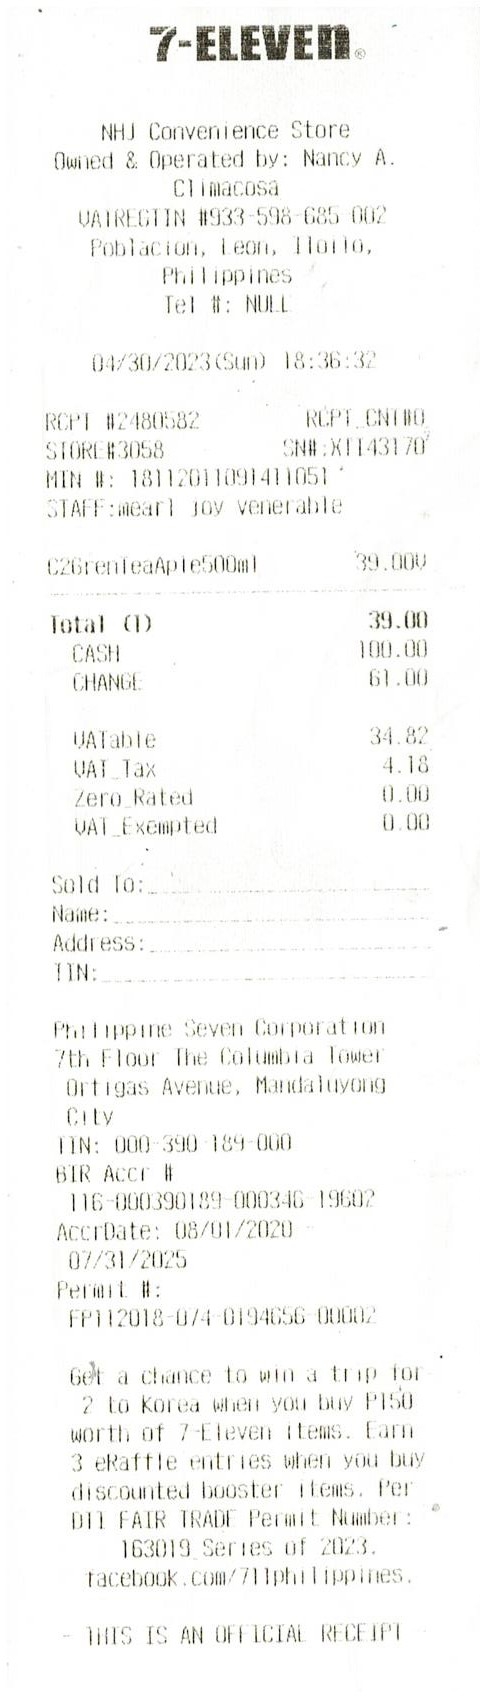 7-ELEVEn®
NHJ Convenience Store
Owned & Operated by: Nancy A.
Climacosa
VATREGTIN #933-598-685-002
Poblacion, Leon, Iloilo,
Philippines
Tel #: NULL
04/30/2023(Sun) 18:36:32
RCPT #2480582 RCPT_CNT#0
STORE#3058 SN#:XTI43170
MIN #: 18112011091411051
STAFF:mearl joy venerable
C2GrenTeaAple500ml 39.00V
Total (1) 39.00
CASH 100.00
CHANGE 61.00
VATable 34.82
VAT_Tax 4.18
Zero_Rated 0.00
VAT_Exempted 0.00
Sold To:
Name:
Address:
TIN:
Philippine Seven Corporation
7th Floor The Columbia Tower
Ortigas Avenue, Mandaluyong
City
TIN: 000-390-189-000
BIR Accr #
116-000390189-000346-19602
AccrDate: 08/01/2020
07/31/2025
Permit #:
FP112018-074-0194656-00002
Get a chance to win a trip for
2 to Korea when you buy P150
worth of 7-Eleven items. Earn
3 eRaffle entries when you buy
discounted booster items. Per
DTI FAIR TRADE Permit Number:
163019 Series of 2023.
facebook.com/711philippines.
- THIS IS AN OFFICIAL RECEIPT -